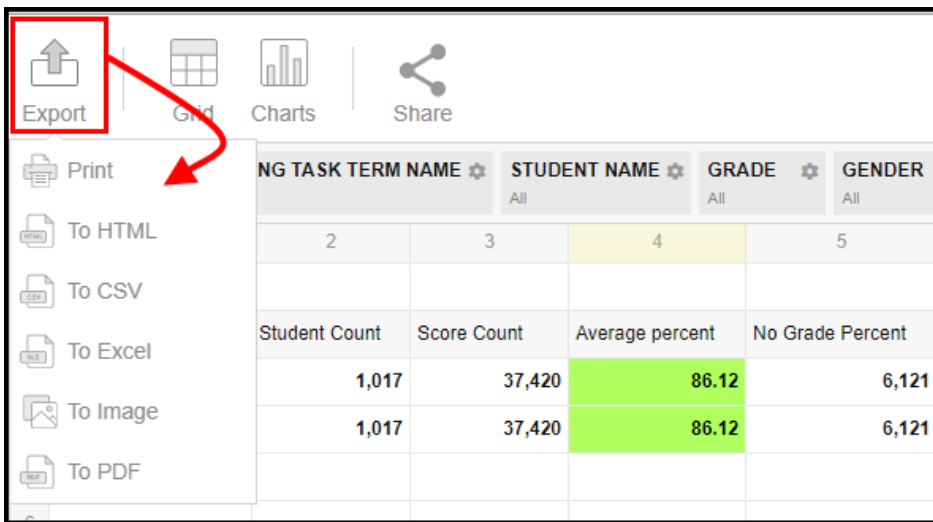 Export
Grid
Charts
Share
Print
To HTML
To CSV
To Excel
To Image
To PDF
NG TASK TERM NAME STUDENT NAME GRADE GENDER
All All All
2 3 4 5
Student Count Score Count Average percent No Grade Percent
1,017 37,420 86.12 6,121
1,017 37,420 86.12 6,121